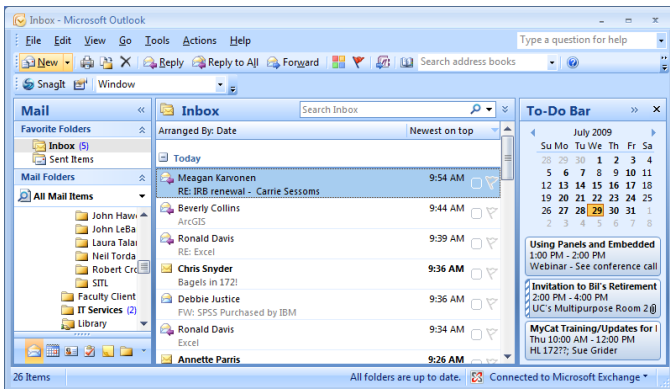 Inbox - Microsoft Outlook
File Edit View Go Tools Actions Help
Type a question for help
New Reply Reply to All Forward Search address books
SnagIt Window
Mail
Favorite Folders
Inbox (5)
Sent Items
Mail Folders
All Mail Items
John Haw
John LeBa
Laura Talar
Neil Torda
Robert Cro
SITL
Faculty Client
IT Services (2)
Library
Inbox
Search Inbox
Arranged By: Date Newest on top
Today
Meagan Karvonen 9:54 AM
RE: IRB renewal - Carrie Sessoms
Beverly Collins 9:44 AM
ArcGIS
Ronald Davis 9:39 AM
RE: Excel
Chris Snyder 9:36 AM
Bagels in 172!
Debbie Justice 9:36 AM
FW: SPSS Purchased by IBM
Ronald Davis 9:34 AM
Excel
Annette Parris 9:26 AM
To-Do Bar
July 2009
Su Mo Tu We Th Fr Sa
28 29 30 1 2 3 4
5 6 7 8 9 10 11
12 13 14 15 16 17 18
19 20 21 22 23 24 25
26 27 28 29 30 31 1
2 3 4 5 6 7 8
Using Panels and Embedded
1:00 PM - 2:00 PM
Webinar - See conference call
Invitation to Bil's Retirement
2:00 PM - 4:00 PM
UC's Multipurpose Room 2
MyCat Training/Updates for
Thu 10:00 AM - 12:00 PM
HL 172??; Sue Grider
26 Items
All folders are up to date. Connected to Microsoft Exchange